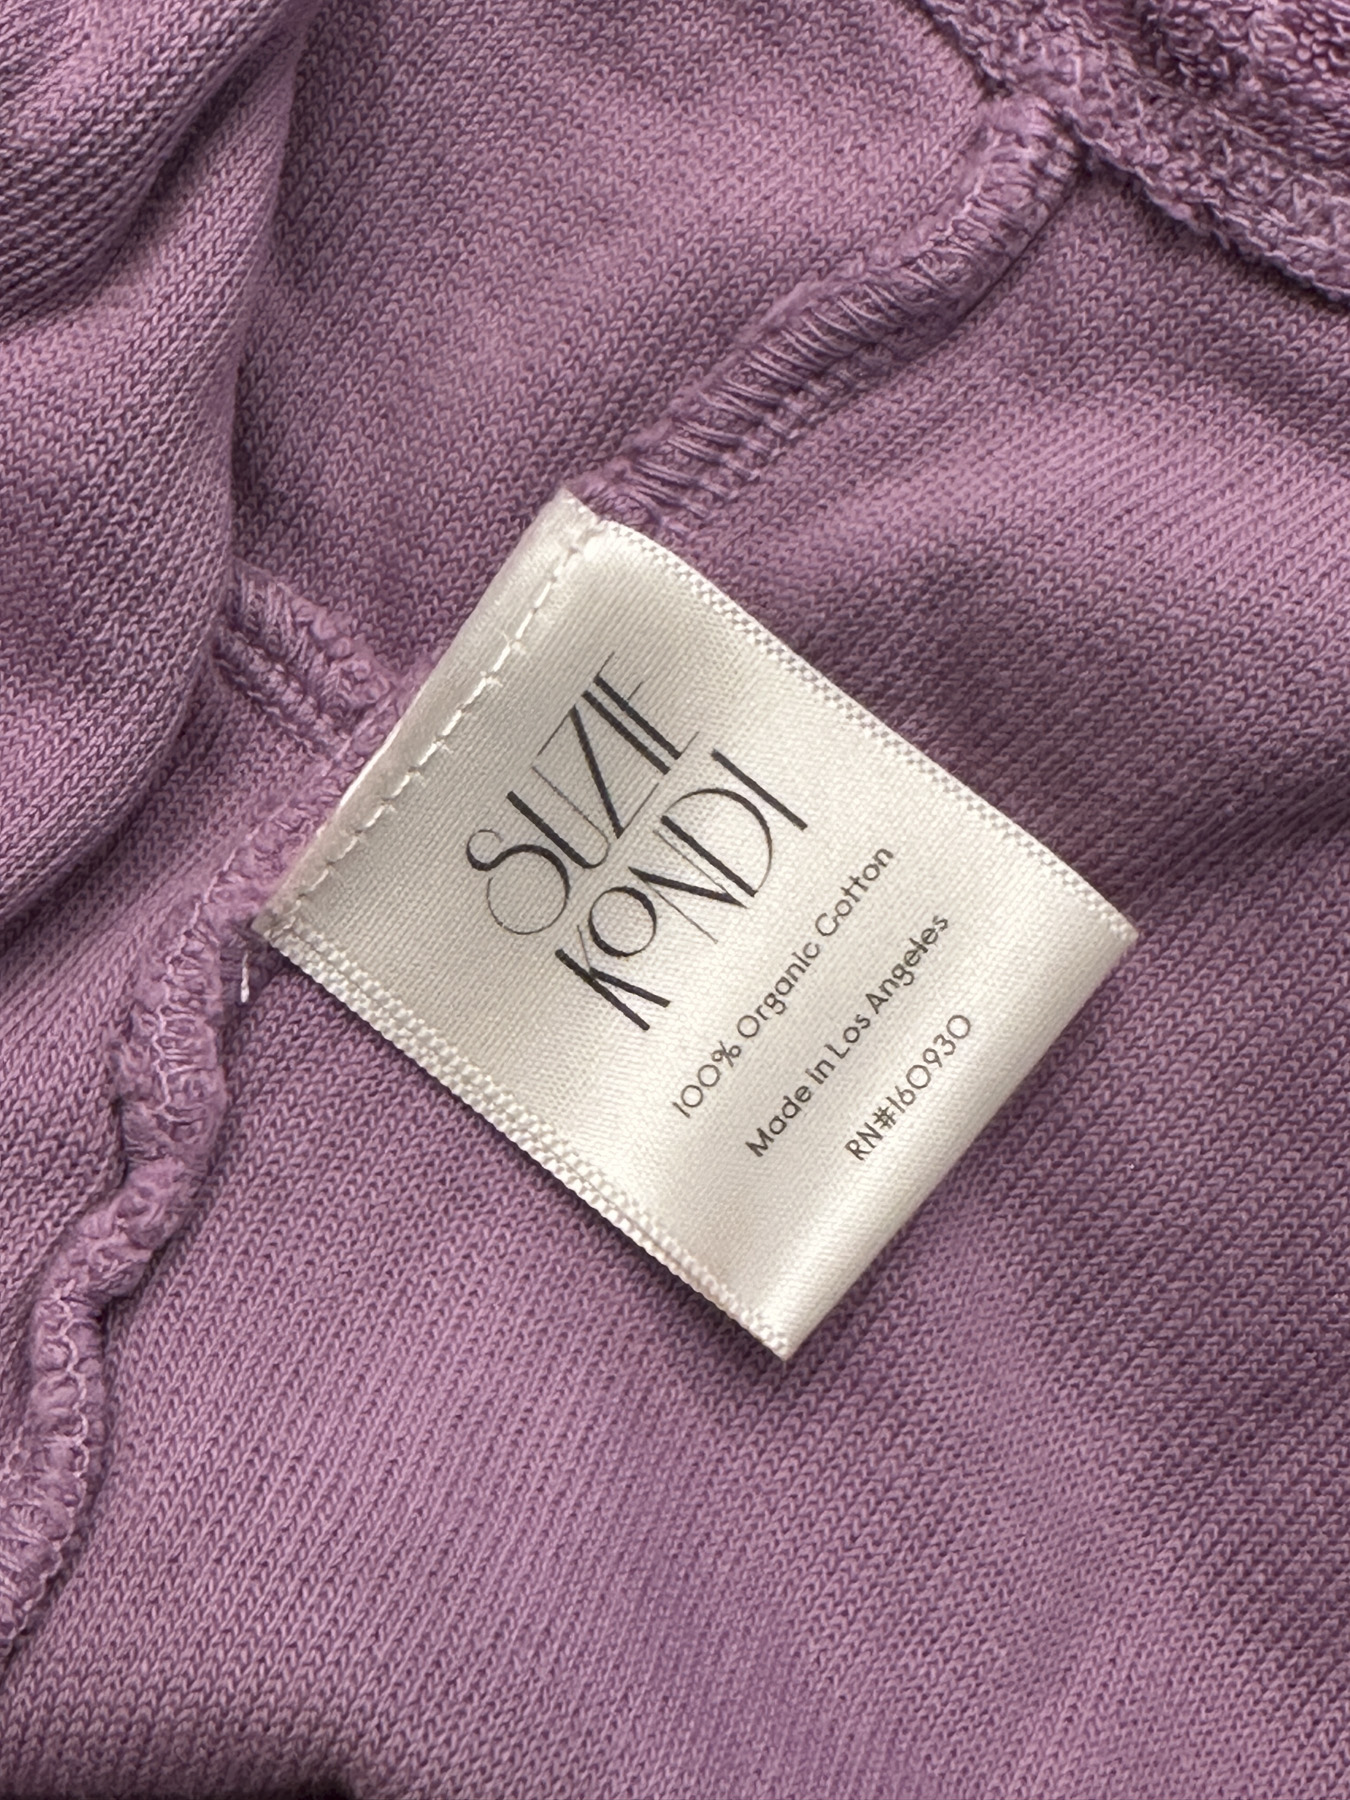 SUZIE
KONDI
100% Organic Cotton
Made in Los Angeles
RN#160930